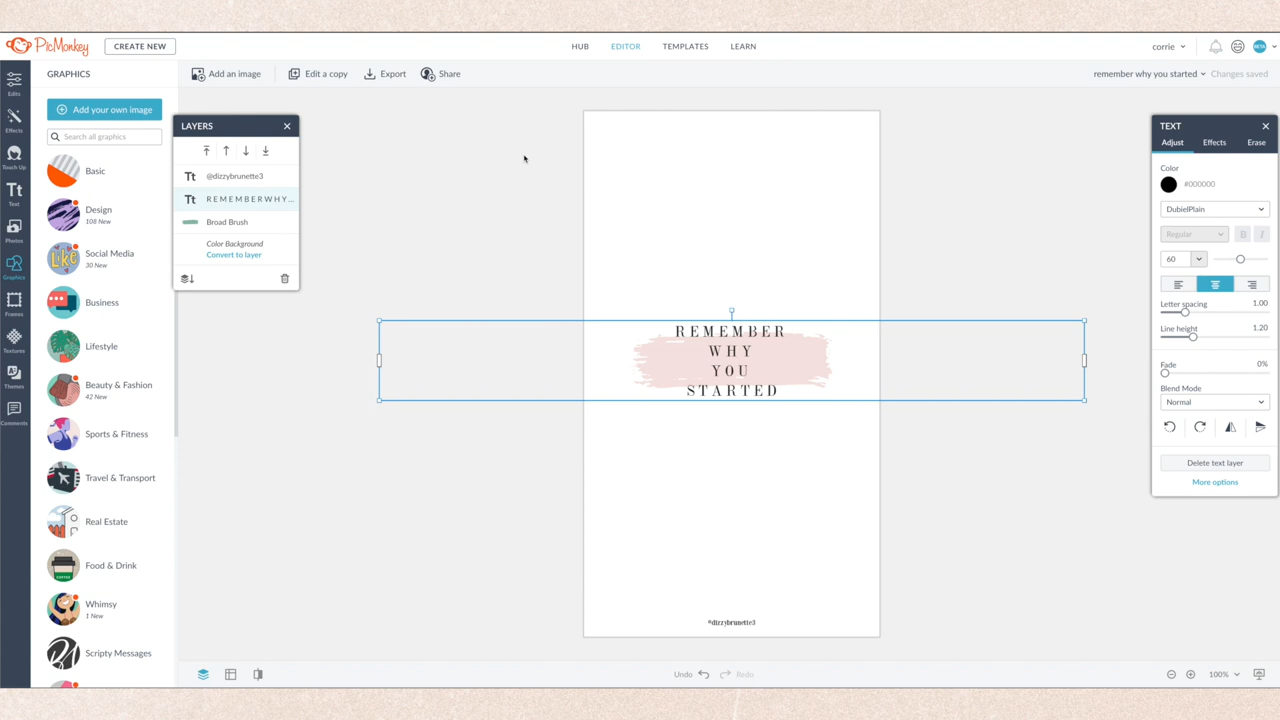 PicMonkey
CREATE NEW
HUB
EDITOR
TEMPLATES
LEARN
corrie
BETA
GRAPHICS
Add an image
Edit a copy
Export
Share
remember why you started
Changes saved
Edits
Effects
Touch Up
Text
Photos
Graphics
Frames
Textures
Themes
Comments
Add your own image
Search all graphics
Basic
Design
108 New
Social Media
30 New
Business
Lifestyle
Beauty & Fashion
42 New
Sports & Fitness
Travel & Transport
Real Estate
Food & Drink
Whimsy
1 New
Scripty Messages
LAYERS
Tt @dizzybrunette3
Tt R E M E M B E R W H Y...
Broad Brush
Color Background
Convert to layer
R E M E M B E R
W H Y
Y O U
S T A R T E D
@dizzybrunette3
TEXT
Adjust
Effects
Erase
Color
#000000
DubielPlain
Regular
B I
60
Letter spacing 1.00
Line height 1.20
Fade 0%
Blend Mode
Normal
Delete text layer
More options
Undo
Redo
100%